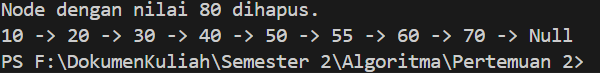 Node dengan nilai 80 dihapus.
10 -> 20 -> 30 -> 40 -> 50 -> 55 -> 60 -> 70 -> Null
PS F:\DokumenKuliah\Semester 2\Algoritma\Pertemuan 2>